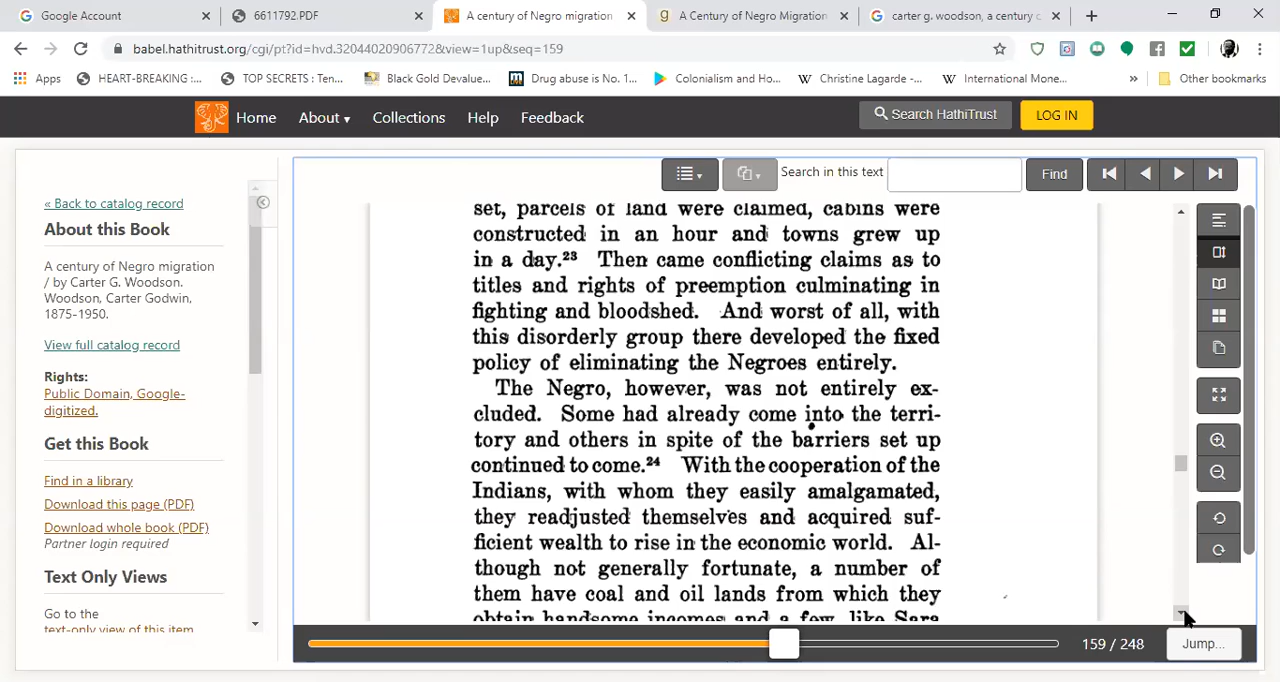 Google Account
6611792.PDF
A century of Negro migration
A Century of Negro Migration
carter g. woodson, a century c
babel.hathitrust.org/cgi/pt?id=hvd.32044020906772&view=1up&seq=159
Apps
HEART-BREAKING :...
TOP SECRETS : Ten...
Black Gold Devalue...
Drug abuse is No. 1...
Colonialism and Ho...
Christine Lagarde -...
International Mone...
»
Other bookmarks
Home
About
Collections
Help
Feedback
Search HathiTrust
LOG IN
« Back to catalog record
About this Book
A century of Negro migration
/ by Carter G. Woodson.
Woodson, Carter Godwin,
1875-1950.
View full catalog record
Rights:
Public Domain, Google-
digitized.
Get this Book
Find in a library
Download this page (PDF)
Download whole book (PDF)
Partner login required
Text Only Views
Go to the
text-only view of this item
Search in this text
Find
set, parcels of land were claimed, cabins were
constructed in an hour and towns grew up
in a day.²³ Then came conflicting claims as to
titles and rights of preemption culminating in
fighting and bloodshed. And worst of all, with
this disorderly group there developed the fixed
policy of eliminating the Negroes entirely.
The Negro, however, was not entirely ex-
cluded. Some had already come into the terri-
tory and others in spite of the barriers set up
continued to come.²⁴ With the cooperation of the
Indians, with whom they easily amalgamated,
they readjusted themselves and acquired suf-
ficient wealth to rise in the economic world. Al-
though not generally fortunate, a number of
them have coal and oil lands from which they
obtain handsome incomes and a few, like Sara
159 / 248
Jump...